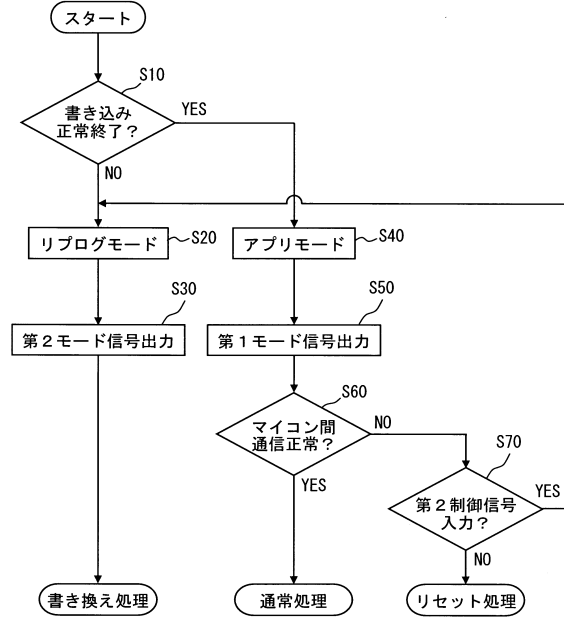 スタート
S10
書き込み
正常終了？
YES
NO
リプログモード
S20
アプリモード
S40
S30
第２モード信号出力
S50
第１モード信号出力
S60
マイコン間
通信正常？
NO
YES
S70
第２制御信号
入力？
YES
NO
書き換え処理
通常処理
リセット処理